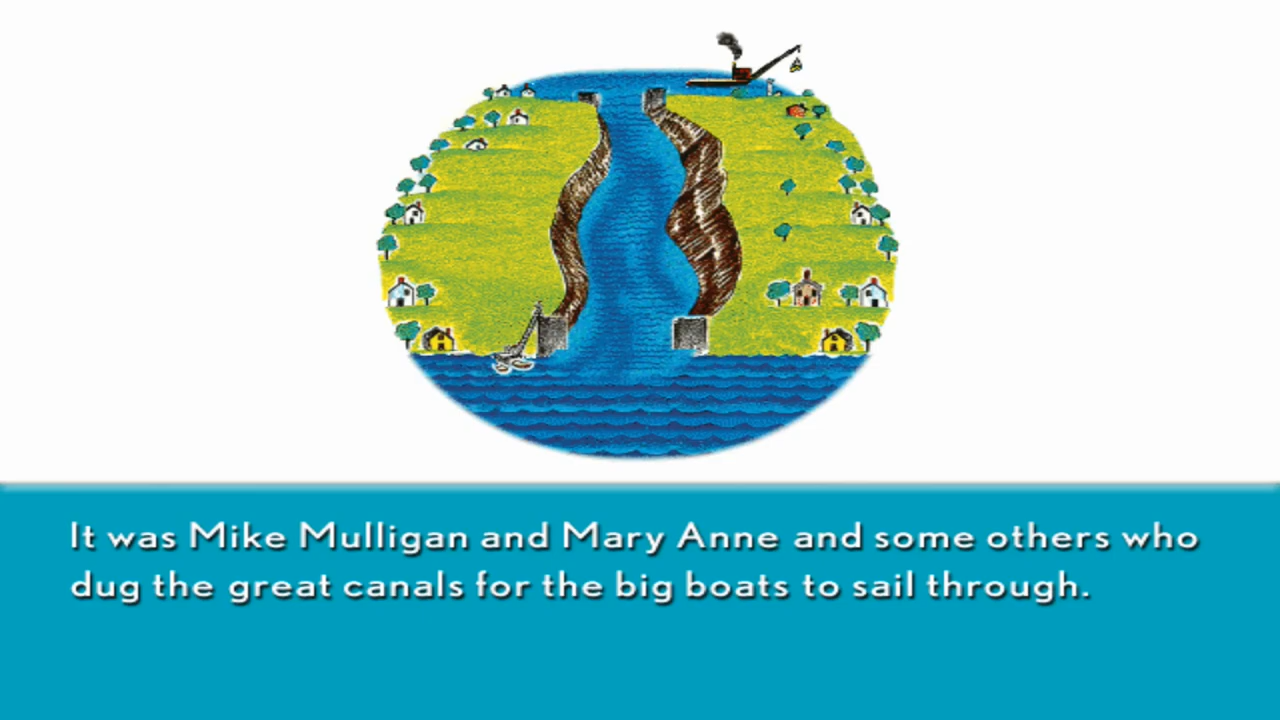 It was Mike Mulligan and Mary Anne and some others who
dug the great canals for the big boats to sail through.